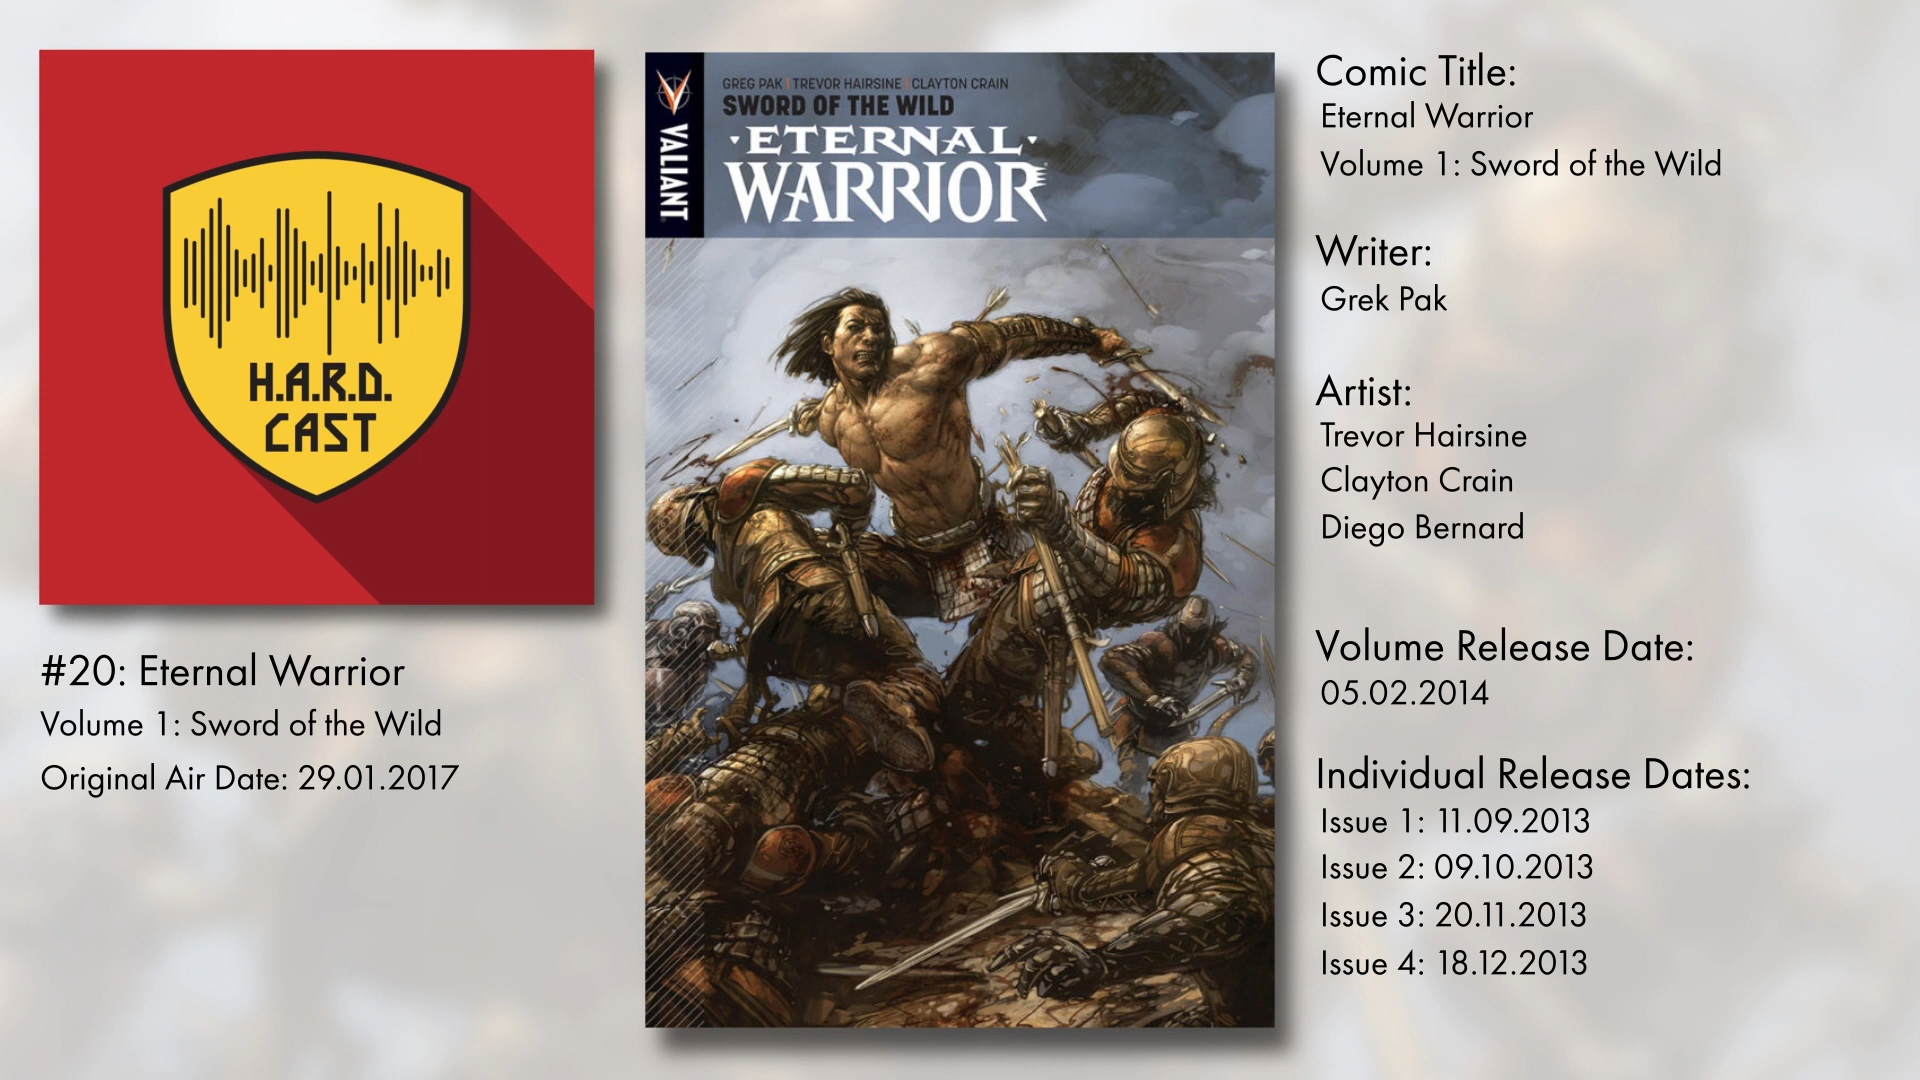 H.A.R.D.
CAST
#20: Eternal Warrior
Volume 1: Sword of the Wild
Original Air Date: 29.01.2017
VALIANT
GREG PAK | TREVOR HAIRSINE | CLAYTON CRAIN
SWORD OF THE WILD
ETERNAL
WARRIOR
Comic Title:
Eternal Warrior
Volume 1: Sword of the Wild
Writer:
Grek Pak
Artist:
Trevor Hairsine
Clayton Crain
Diego Bernard
Volume Release Date:
05.02.2014
Individual Release Dates:
Issue 1: 11.09.2013
Issue 2: 09.10.2013
Issue 3: 20.11.2013
Issue 4: 18.12.2013